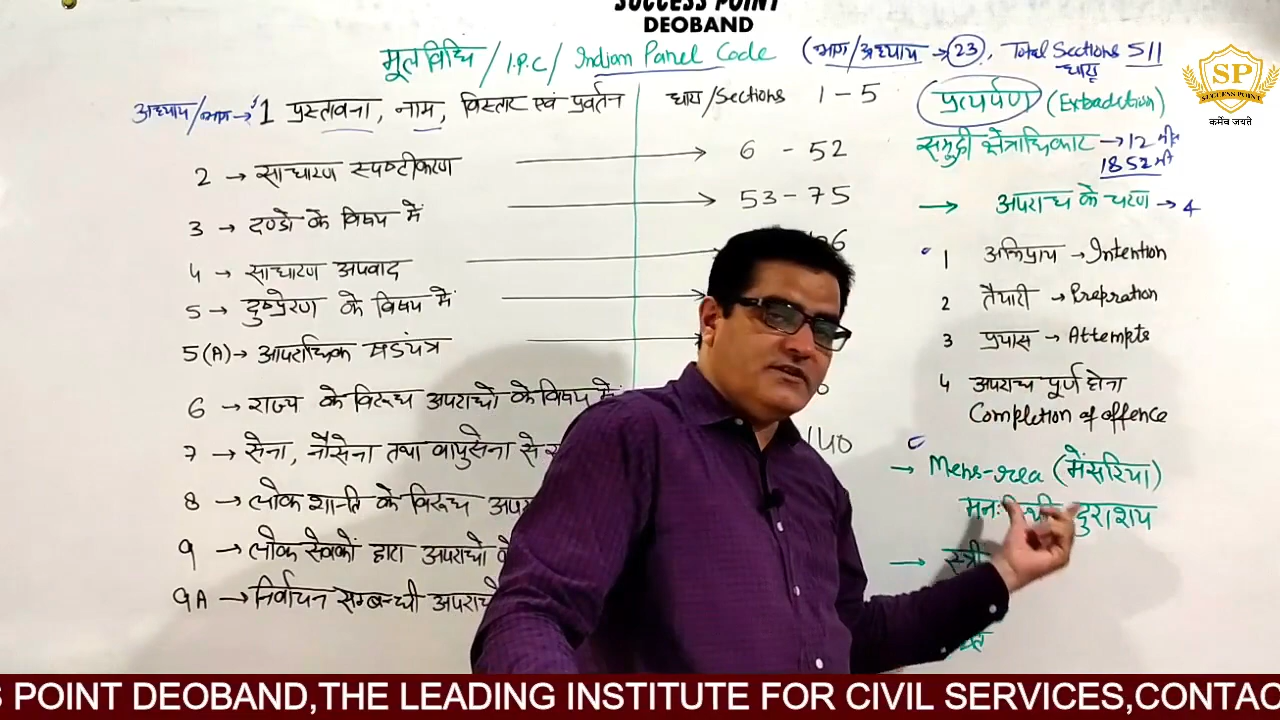 SUCCESS POINT
DEOBAND
मूल विधि / I.P.C / Indian Panel Code (भाग/अध्याय → 23, Total Sections 511
धाराएं
SP
SUCCESS POINT
कर्मेव जयते
अध्याय/भाग → 1 प्रस्तावना, नाम, विस्तार एवं प्रवर्तन धारा/Sections 1 - 5
2 → साधारण स्पष्टीकरण → 6 - 52
3 → दण्डो के विषय में → 53 - 75
4 → साधारण अपवाद
5 → दुष्प्रेरण के विषय में
5(A) → आपराधिक षडयंत्र
6 → राज्य के विरूध अपराधो के विषय में
7 → सेना, नौसेना तथा वायुसेना से 140
8 → लोक शान्ति के विरूध
9 → लोक सेवकों द्वारा अपराधो के
9A → निर्वाचन सम्बन्धी अपराधो
प्रत्यर्पण (Extradiction)
समुद्री क्षेत्राधिकार → 12 मील
1852 मी
→ अपराध के चरण → 4
1 अभिप्राय → Intention
2 तैयारी → Prepration
3 प्रयास → Attempts
4 अपराध पूर्ण होना
Completion of offence
→ Mens-rea (मेंसरिया)
दुराशय
→ स्त्री
S POINT DEOBAND,THE LEADING INSTITUTE FOR CIVIL SERVICES,CONTAC